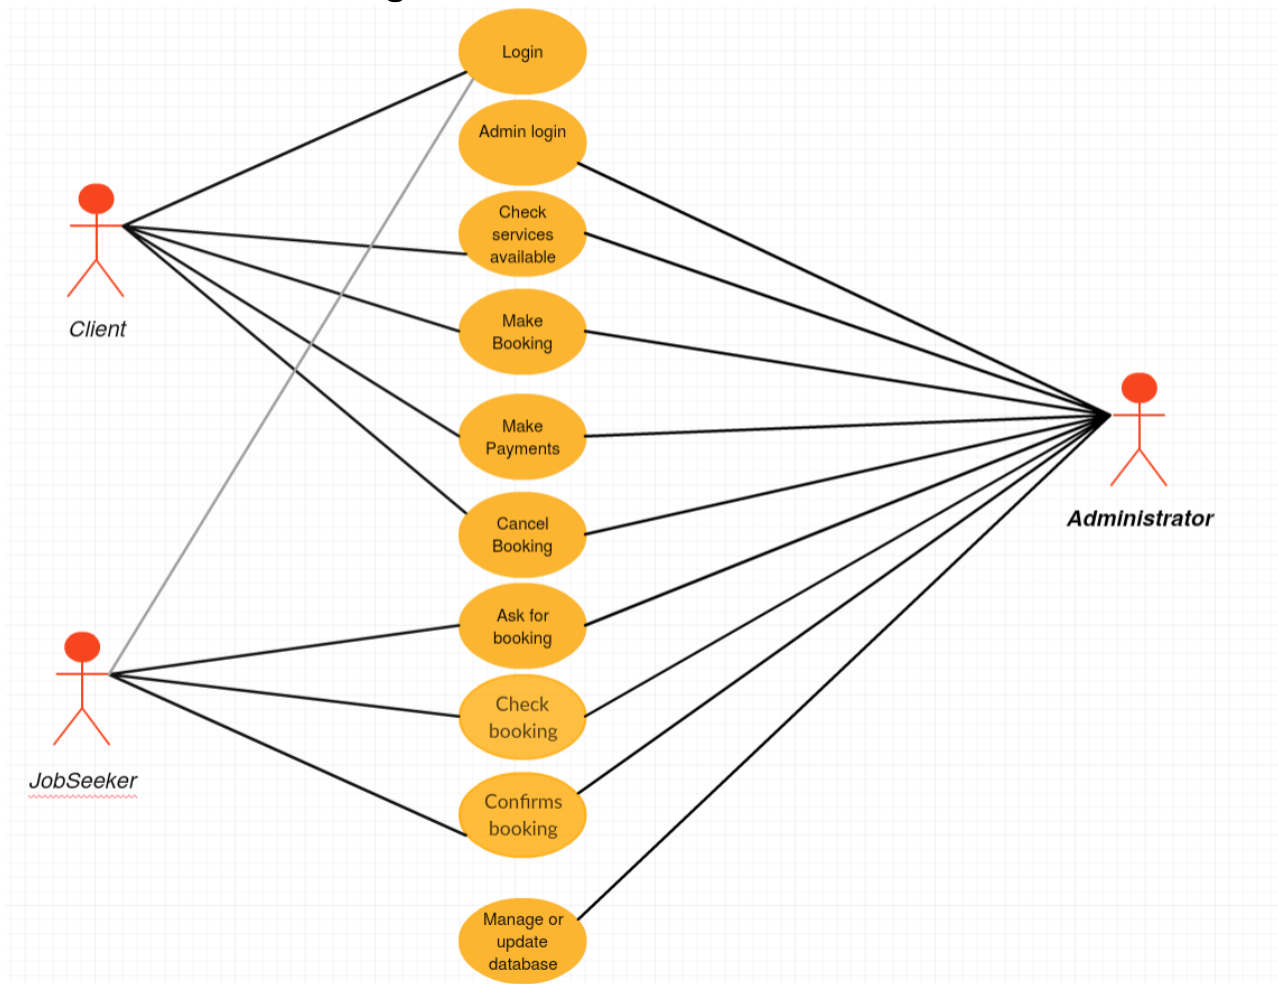 Login
Admin login
Check
services
available
Client
Make
Booking
Make
Payments
Administrator
Cancel
Booking
Ask for
booking
Check
booking
JobSeeker
Confirms
booking
Manage or
update
database